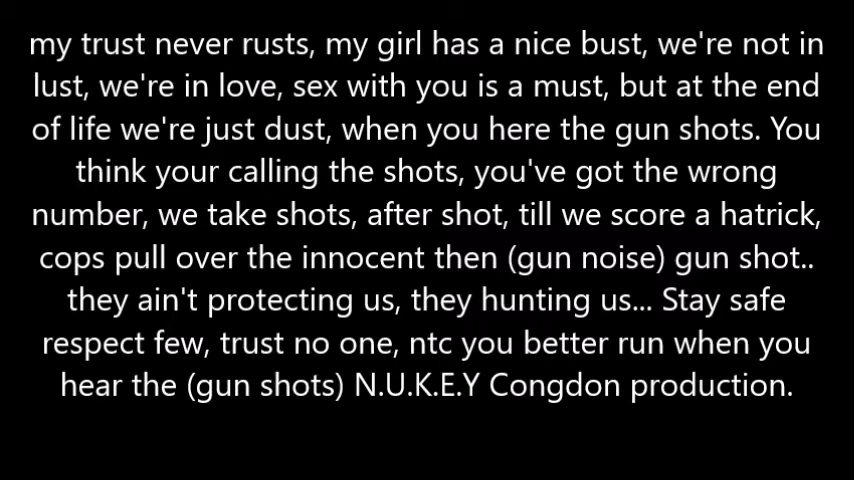 my trust never rusts, my girl has a nice bust, we're not in
lust, we're in love, sex with you is a must, but at the end
of life we're just dust, when you here the gun shots. You
think your calling the shots, you've got the wrong
number, we take shots, after shot, till we score a hatrick,
cops pull over the innocent then (gun noise) gun shot..
they ain't protecting us, they hunting us... Stay safe
respect few, trust no one, ntc you better run when you
hear the (gun shots) N.U.K.E.Y Congdon production.